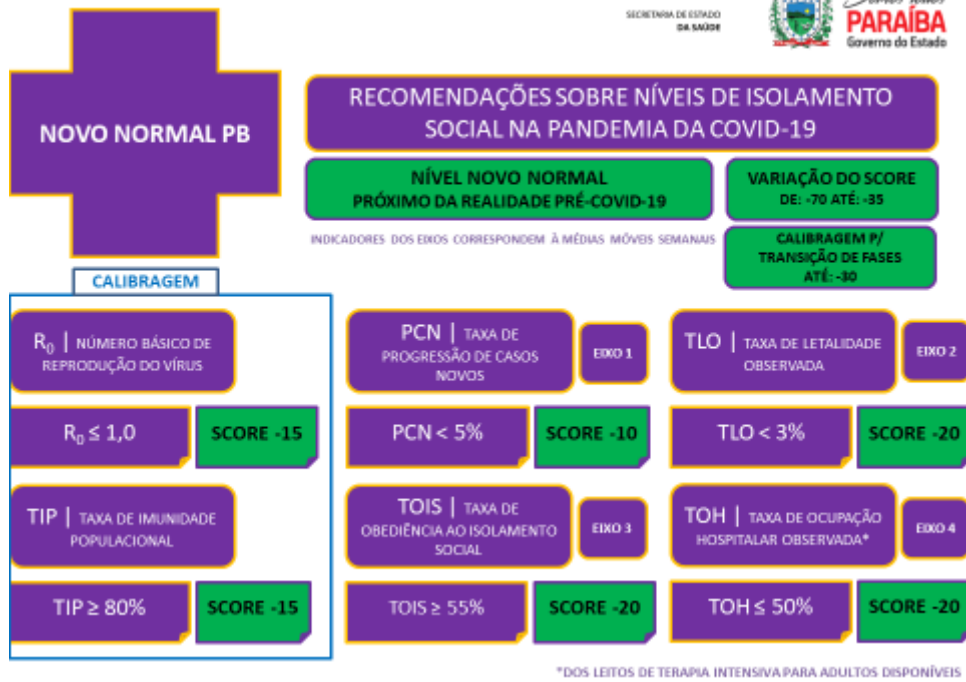 SECRETARIA DE ESTADO
DA SAÚDE
PARAÍBA
Governo do Estado
NOVO NORMAL PB
RECOMENDAÇÕES SOBRE NÍVEIS DE ISOLAMENTO
SOCIAL NA PANDEMIA DA COVID-19
NÍVEL NOVO NORMAL
PRÓXIMO DA REALIDADE PRÉ-COVID-19
VARIAÇÃO DO SCORE
DE: -70 ATÉ: -35
INDICADORES DOS EIXOS CORRESPONDEM À MÉDIAS MÓVEIS SEMANAIS
CALIBRAGEM P/
TRANSIÇÃO DE FASES
ATÉ: -30
CALIBRAGEM
R₀ | NÚMERO BÁSICO DE
REPRODUÇÃO DO VÍRUS
PCN | TAXA DE
PROGRESSÃO DE CASOS
NOVOS
EIXO 1
TLO | TAXA DE LETALIDADE
OBSERVADA
EIXO 2
R₀ ≤ 1,0
SCORE -15
PCN < 5%
SCORE -10
TLO < 3%
SCORE -20
TIP | TAXA DE IMUNIDADE
POPULACIONAL
TOIS | TAXA DE
OBEDIÊNCIA AO ISOLAMENTO
SOCIAL
EIXO 3
TOH | TAXA DE OCUPAÇÃO
HOSPITALAR OBSERVADA*
EIXO 4
TIP ≥ 80%
SCORE -15
TOIS ≥ 55%
SCORE -20
TOH ≤ 50%
SCORE -20
*DOS LEITOS DE TERAPIA INTENSIVA PARA ADULTOS DISPONÍVEIS